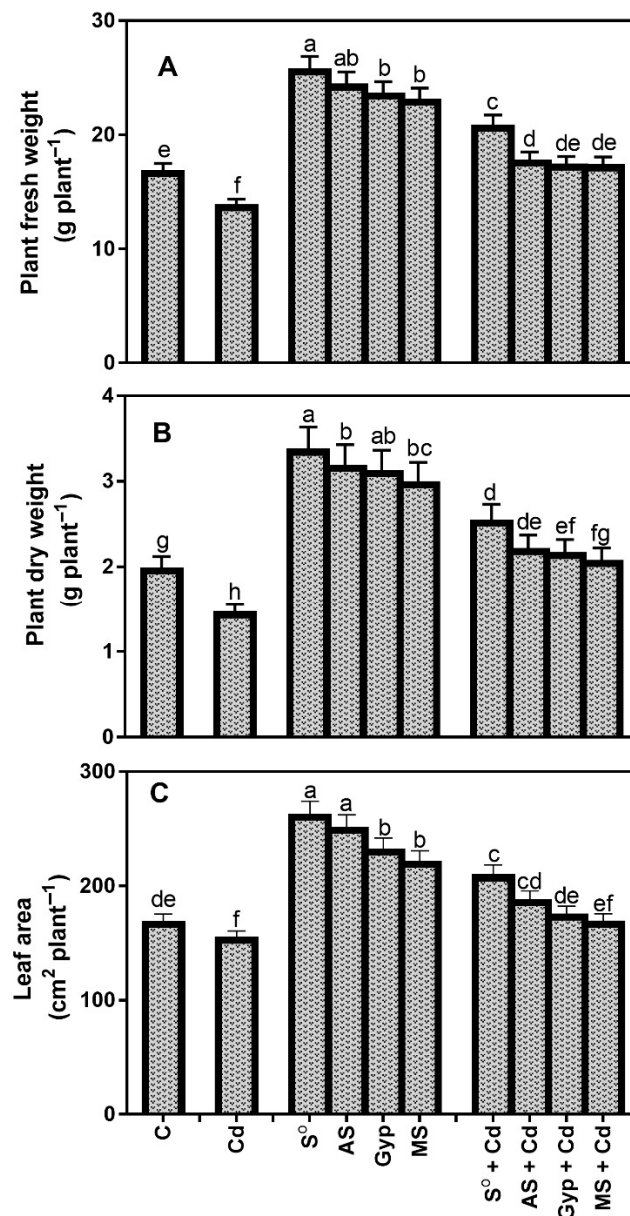 A
Plant fresh weight
(g plant⁻¹)
30
20
10
0
e
f
a
ab
b
b
c
d
de
de
B
Plant dry weight
(g plant⁻¹)
4
3
2
1
0
g
h
a
b
ab
bc
d
de
ef
fg
C
Leaf area
(cm² plant⁻¹)
300
200
100
0
de
f
a
a
b
b
c
cd
de
ef
C
Cd
S⁰
AS
Gyp
MS
S⁰ + Cd
AS + Cd
Gyp + Cd
MS + Cd